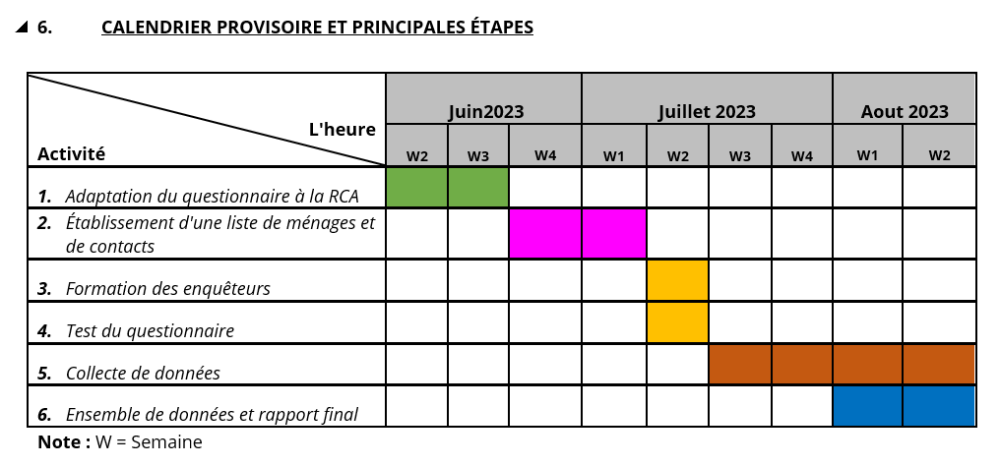 6. CALENDRIER PROVISOIRE ET PRINCIPALES ÉTAPES
Juin2023 Juillet 2023 Aout 2023
L'heure
Activité
W2 W3 W4 W1 W2 W3 W4 W1 W2
1. Adaptation du questionnaire à la RCA
2. Établissement d'une liste de ménages et
de contacts
3. Formation des enquêteurs
4. Test du questionnaire
5. Collecte de données
6. Ensemble de données et rapport final
Note : W = Semaine